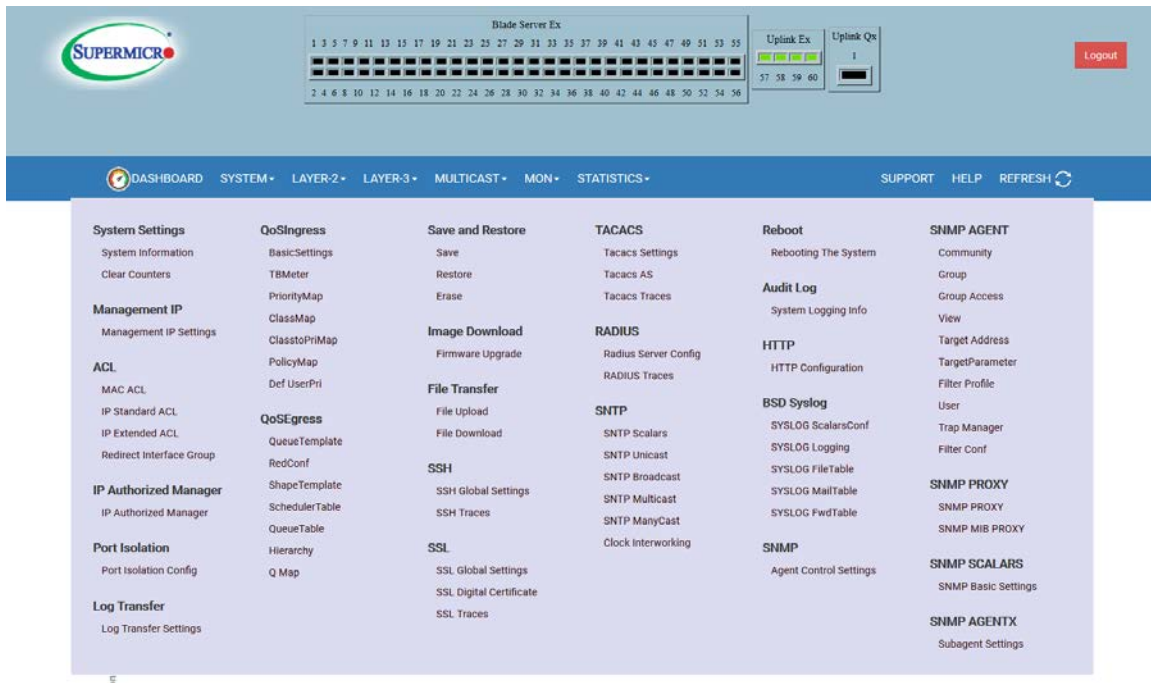 SUPERMICRO
Blade Server Ex
1 3 5 7 9 11 13 15 17 19 21 23 25 27 29 31 33 35 37 39 41 43 45 47 49 51 53 55
2 4 6 8 10 12 14 16 18 20 22 24 26 28 30 32 34 36 38 40 42 44 46 48 50 52 54 56
Uplink Ex
57 58 59 60
Uplink Qx
1
Logout
DASHBOARD SYSTEM LAYER-2 LAYER-3 MULTICAST MON STATISTICS SUPPORT HELP REFRESH
System Settings
System Information
Clear Counters
Management IP
Management IP Settings
ACL
MAC ACL
IP Standard ACL
IP Extended ACL
Redirect Interface Group
IP Authorized Manager
IP Authorized Manager
Port Isolation
Port Isolation Config
Log Transfer
Log Transfer Settings
QoSIngress
BasicSettings
TBMeter
PriorityMap
ClassMap
ClasstoPriMap
PolicyMap
Def UserPri
QoSEgress
QueueTemplate
RedConf
ShapeTemplate
SchedulerTable
QueueTable
Hierarchy
Q Map
Save and Restore
Save
Restore
Erase
Image Download
Firmware Upgrade
File Transfer
File Upload
File Download
SSH
SSH Global Settings
SSH Traces
SSL
SSL Global Settings
SSL Digital Certificate
SSL Traces
TACACS
Tacacs Settings
Tacacs AS
Tacacs Traces
RADIUS
Radius Server Config
RADIUS Traces
SNTP
SNTP Scalars
SNTP Unicast
SNTP Broadcast
SNTP Multicast
SNTP ManyCast
Clock Interworking
Reboot
Rebooting The System
Audit Log
System Logging Info
HTTP
HTTP Configuration
BSD Syslog
SYSLOG ScalarsConf
SYSLOG Logging
SYSLOG FileTable
SYSLOG MailTable
SYSLOG FwdTable
SNMP
Agent Control Settings
SNMP AGENT
Community
Group
Group Access
View
Target Address
TargetParameter
Filter Profile
User
Trap Manager
Filter Conf
SNMP PROXY
SNMP PROXY
SNMP MIB PROXY
SNMP SCALARS
SNMP Basic Settings
SNMP AGENTX
Subagent Settings